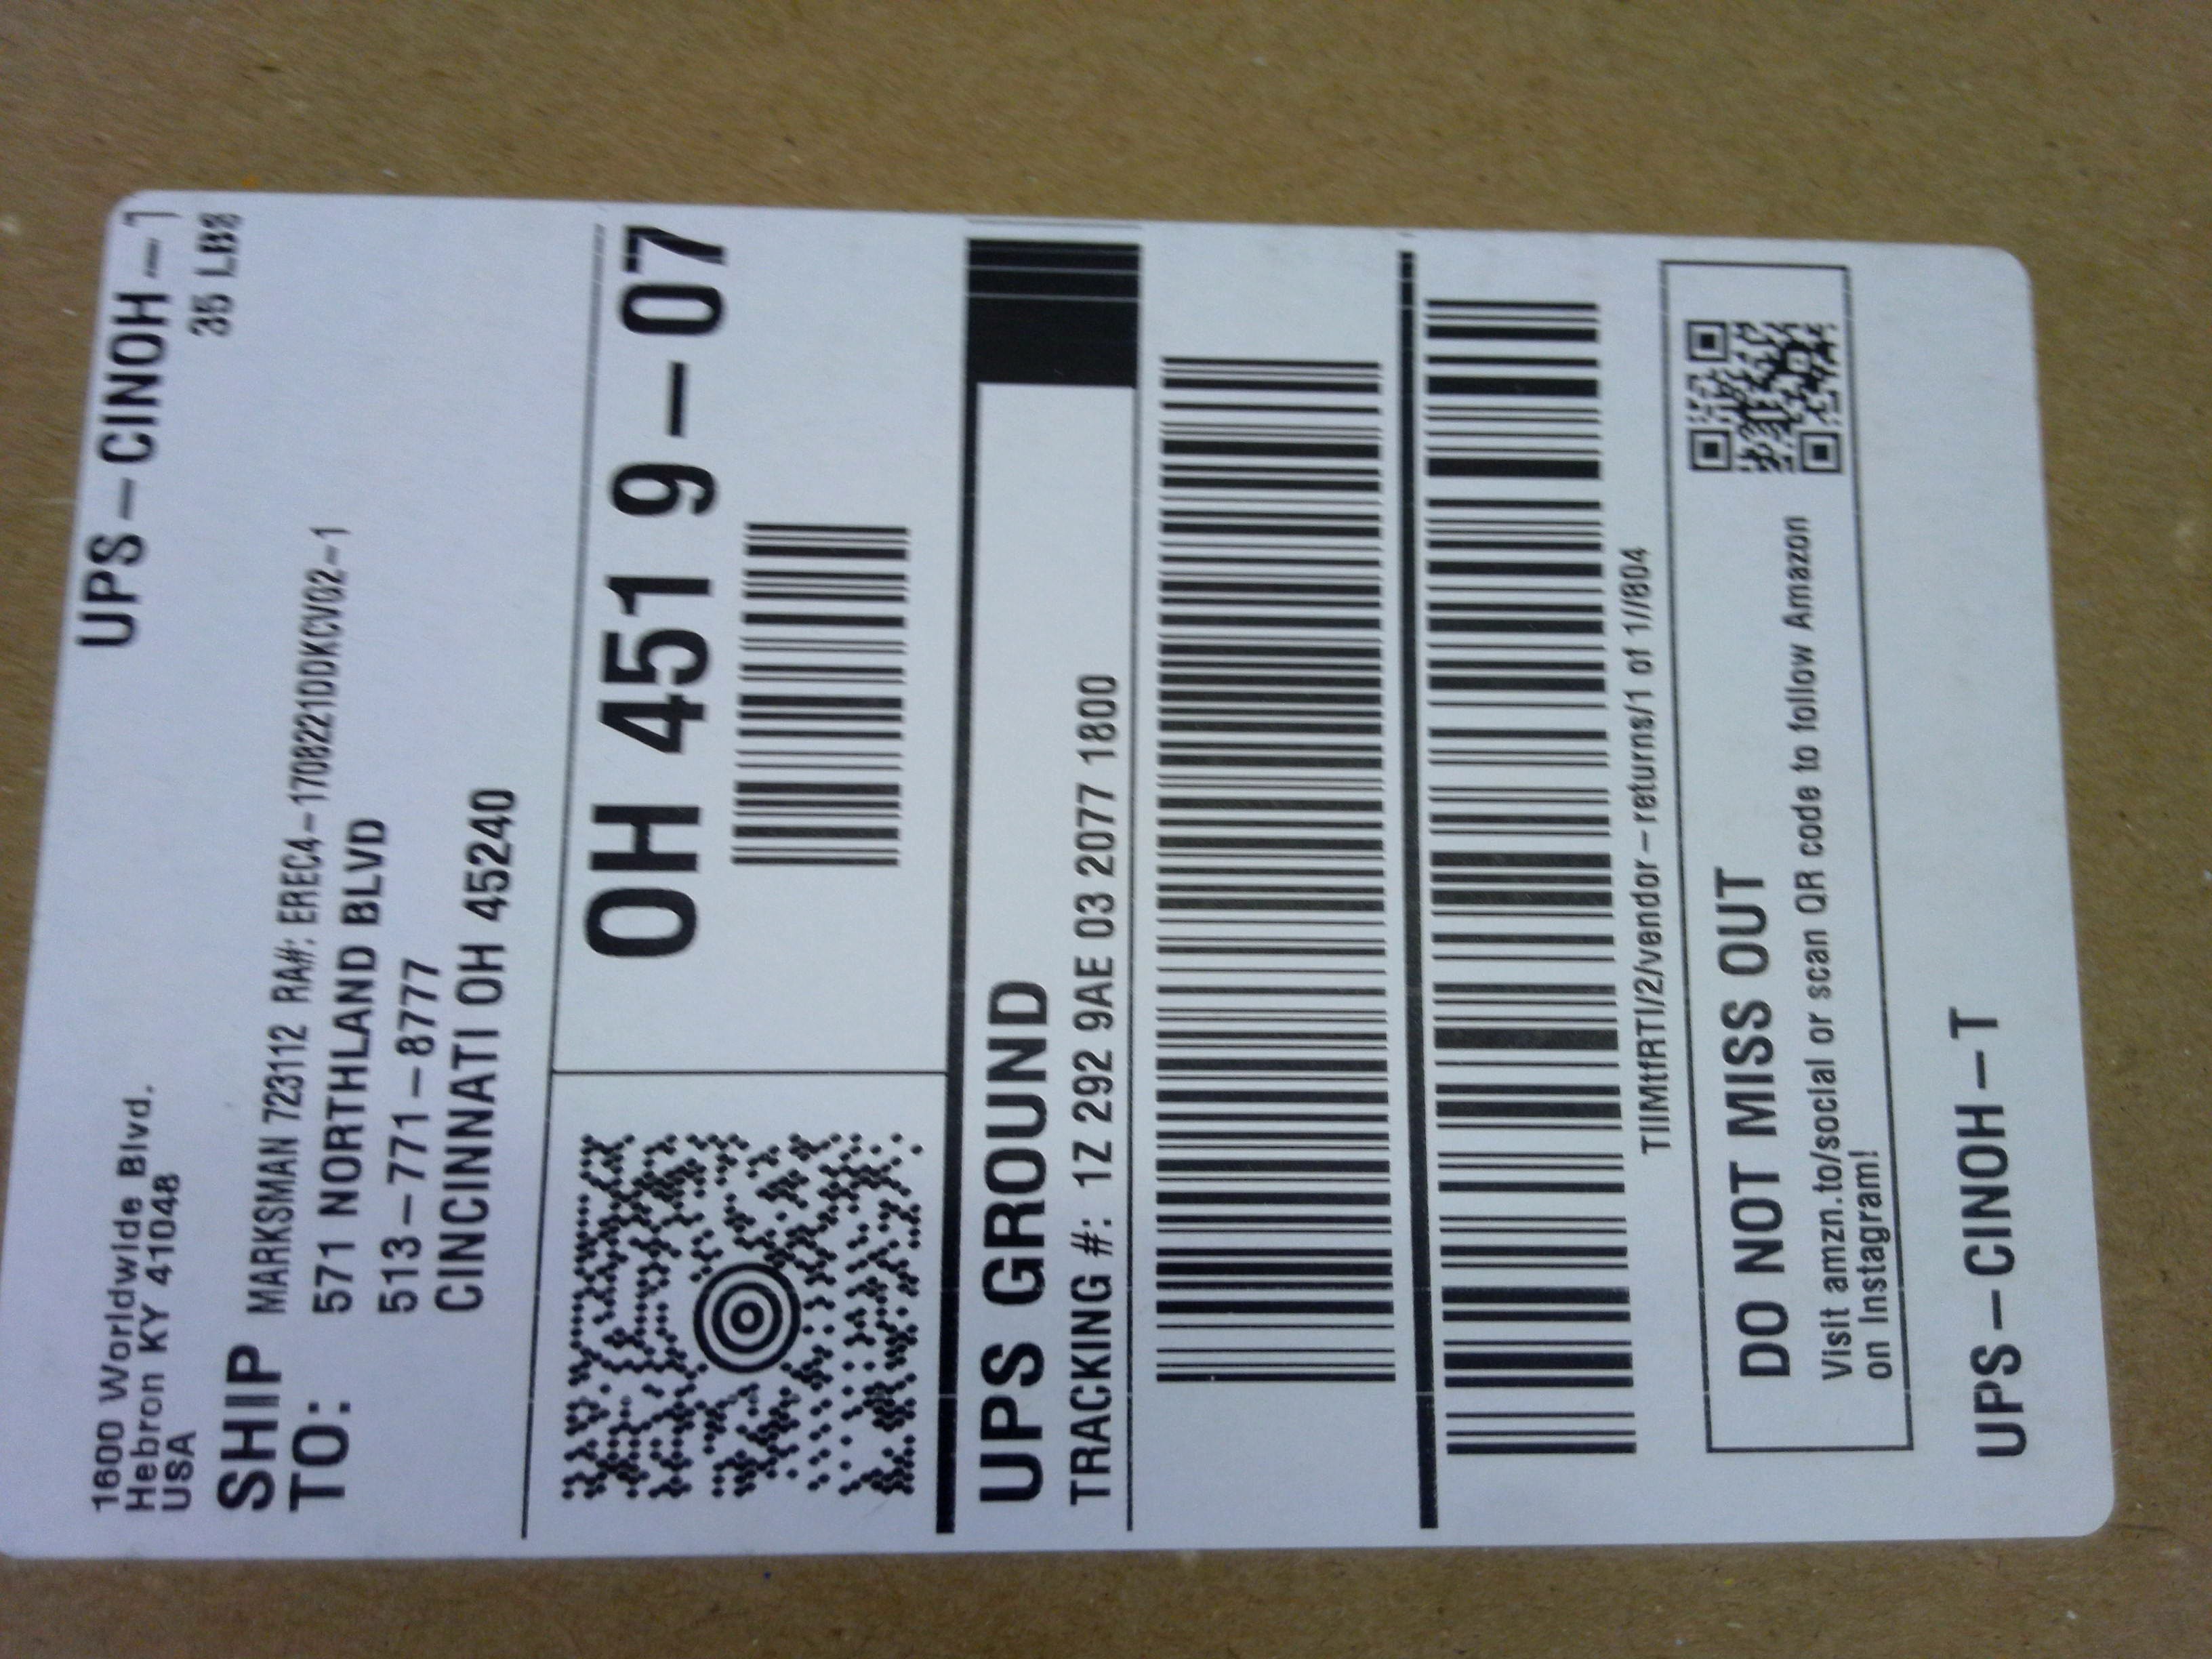 UPS-CINOH-T
1600 Worldwide Blvd.
Hebron KY 41048
USA
35 LBS
SHIP
TO:
MARKSMAN 723112 RA#: EREC4-1708221DDKCVG2-1
571 NORTHLAND BLVD
513-771-8777
CINCINNATI OH 45240
OH 451 9-07
UPS GROUND
TRACKING #: 1Z 292 9AE 03 2077 1800
/2/vendor-returns/1 of 1//804
DO NOT MISS OUT
Visit amzn.to/social or scan QR code to follow Amazon
on Instagram!
UPS-CINOH-T